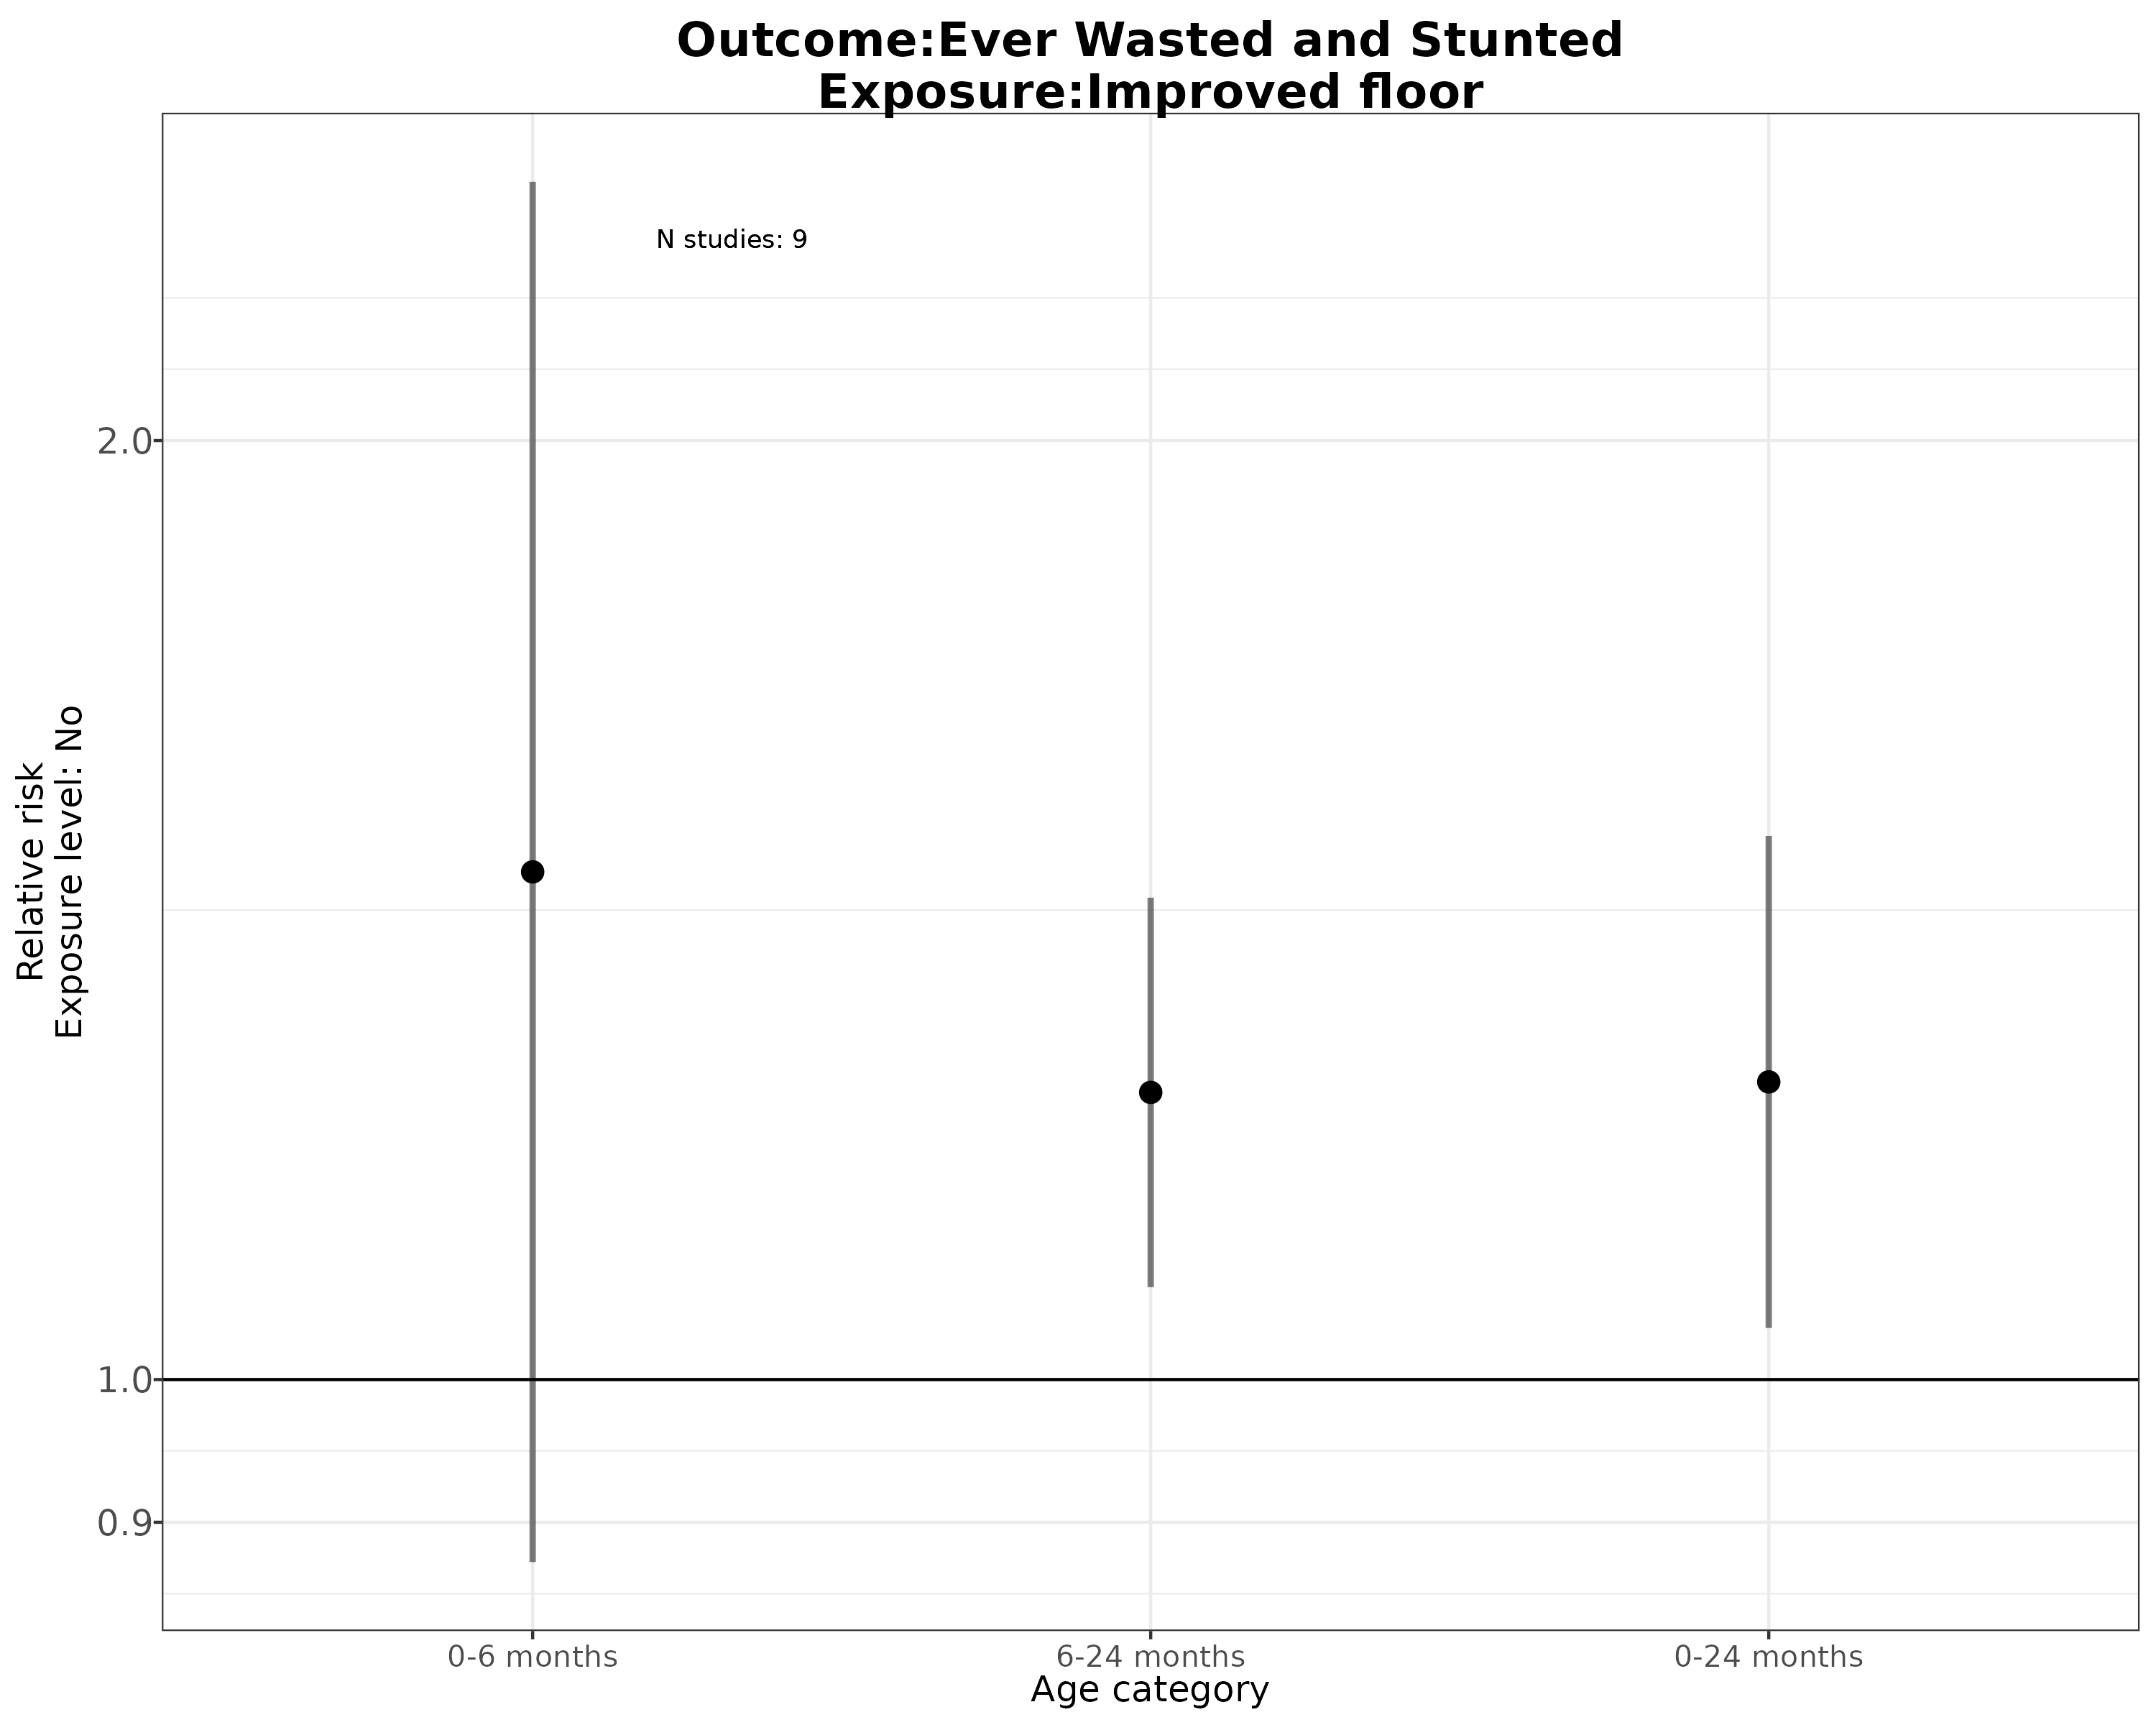 Outcome:Ever Wasted and Stunted
Exposure:Improved floor
N studies: 9
2.0
1.0
0.9
Relative risk
Exposure level: No
0-6 months
6-24 months
0-24 months
Age category